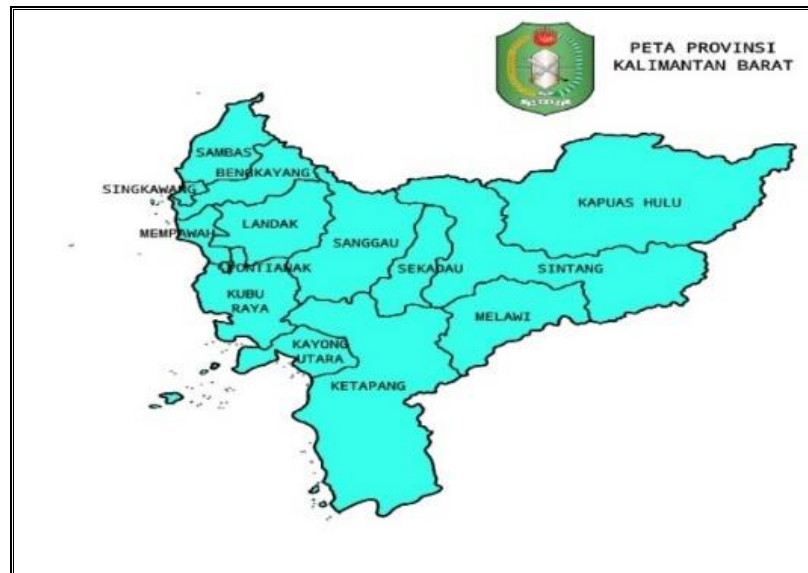 PETA PROVINSI
KALIMANTAN BARAT
SAMBAS
BENGKAYANG
SINGKAWANG
KAPUAS HULU
LANDAK
MEMPAWAH
SANGGAU
PONTIANAK
SEKADAU
SINTANG
KUBU
RAYA
MELAWI
KAYONG
UTARA
KETAPANG